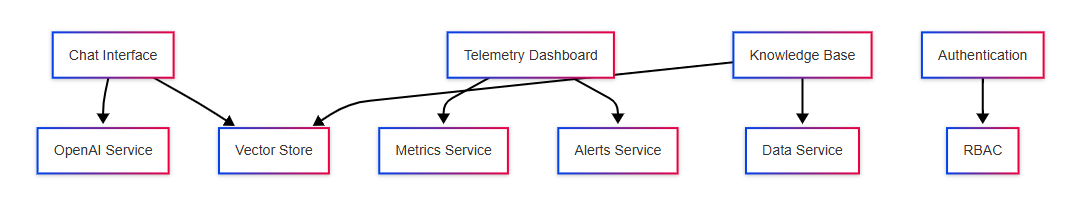 Chat Interface
Telemetry Dashboard
Knowledge Base
Authentication
OpenAI Service
Vector Store
Metrics Service
Alerts Service
Data Service
RBAC